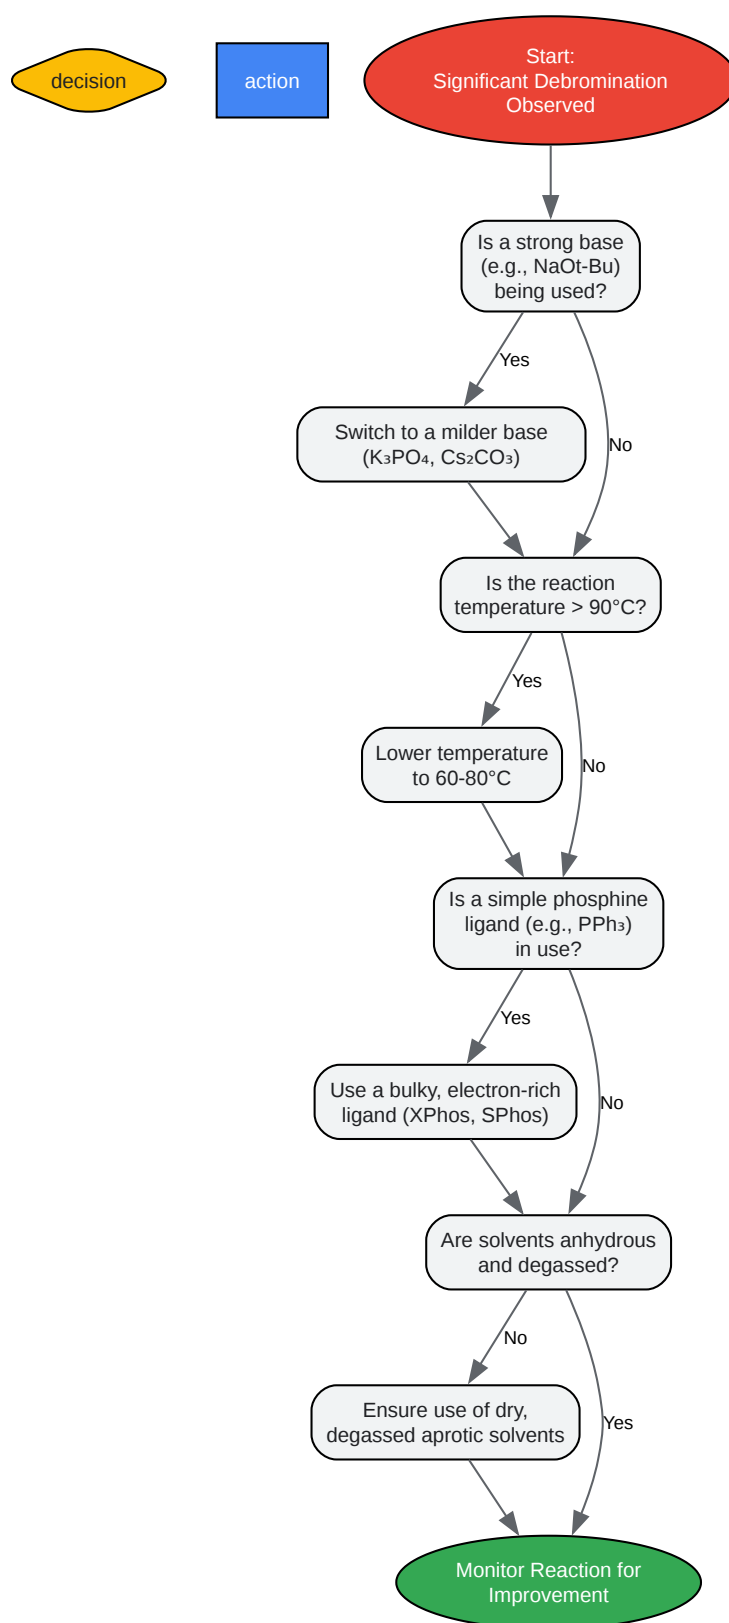 decision
action
Start:
Significant Debromination
Observed
Is a strong base
(e.g., NaOt-Bu)
being used?
Yes
Switch to a milder base
(K₃PO₄, Cs₂CO₃)
No
Is the reaction
temperature > 90°C?
Yes
Lower temperature
to 60-80°C
No
Is a simple phosphine
ligand (e.g., PPh₃)
in use?
Yes
Use a bulky, electron-rich
ligand (XPhos, SPhos)
No
Are solvents anhydrous
and degassed?
No
Ensure use of dry,
degassed aprotic solvents
Yes
Monitor Reaction for
Improvement